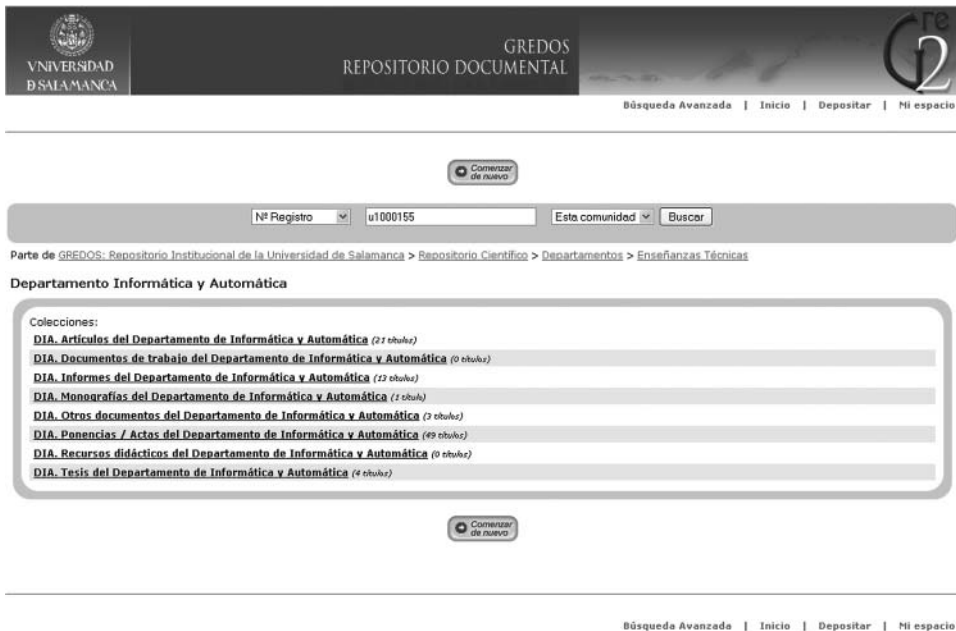 VNiVERSiDAD
D SALAMANCA
GREDOS
REPOSITORIO DOCUMENTAL
Gre
2
Búsqueda Avanzada | Inicio | Depositar | Mi espacio
Comenzar
de nuevo
Nº Registro u1000155 Esta comunidad Buscar
Parte de GREDOS: Repositorio Institucional de la Universidad de Salamanca > Repositorio Científico > Departamentos > Enseñanzas Técnicas
Departamento Informática y Automática
Colecciones:
DIA. Artículos del Departamento de Informática y Automática (21 títulos)
DIA. Documentos de trabajo del Departamento de Informática y Automática (0 títulos)
DIA. Informes del Departamento de Informática y Automática (13 títulos)
DIA. Monografías del Departamento de Informática y Automática (1 título)
DIA. Otros documentos del Departamento de Informática y Automática (3 títulos)
DIA. Ponencias / Actas del Departamento de Informática y Automática (49 títulos)
DIA. Recursos didácticos del Departamento de Informática y Automática (0 títulos)
DIA. Tesis del Departamento de Informática y Automática (4 títulos)
Comenzar
de nuevo
Búsqueda Avanzada | Inicio | Depositar | Mi espacio